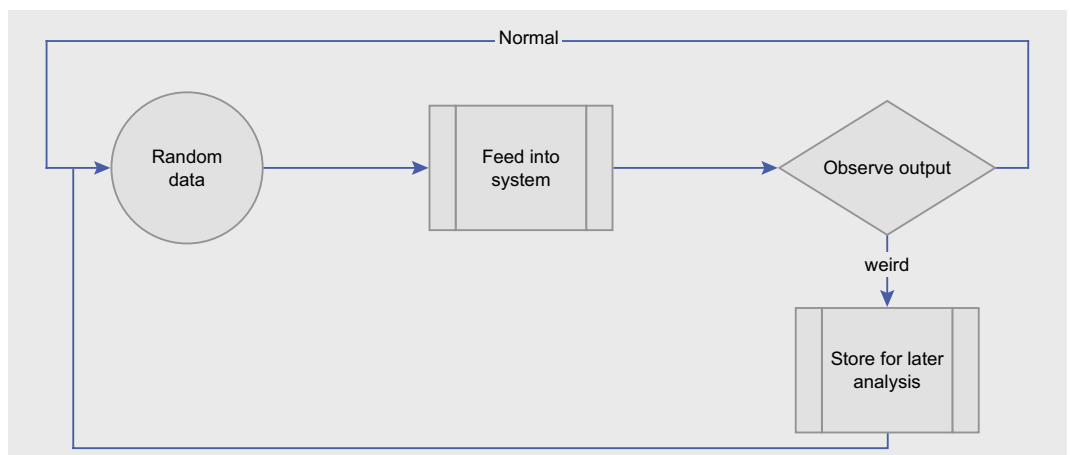 Normal
Random
data
Feed into
system
Observe output
weird
Store for later
analysis